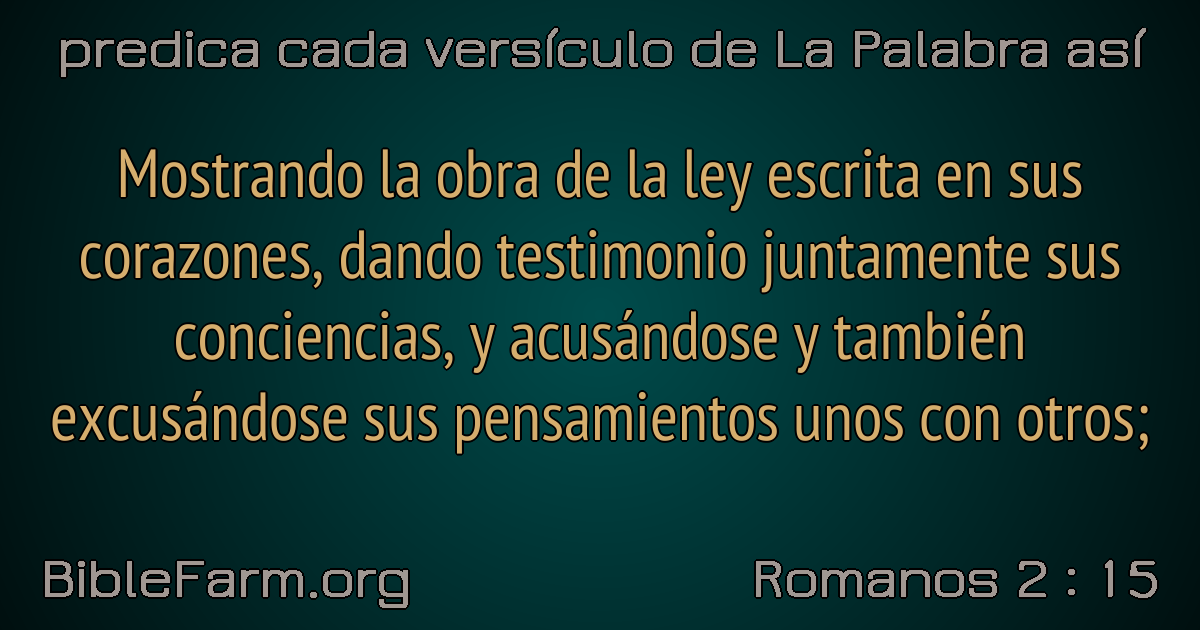 predica cada versículo de La Palabra así
Mostrando la obra de la ley escrita en sus
corazones, dando testimonio juntamente sus
conciencias, y acusándose y también
excusándose sus pensamientos unos con otros;
BibleFarm.org
Romanos 2 : 15